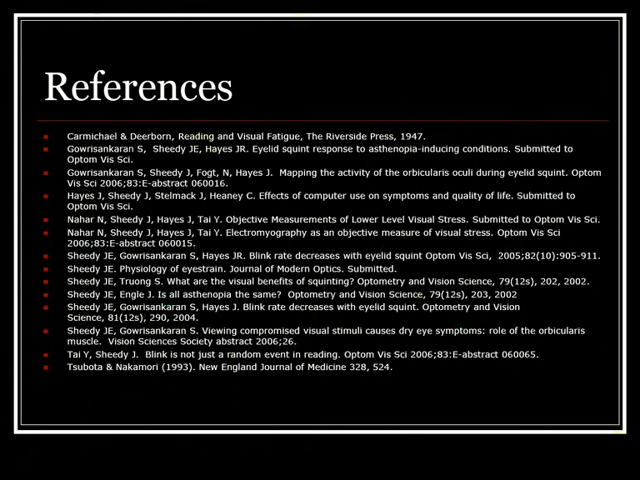 References
Carmichael & Deerborn, Reading and Visual Fatigue, The Riverside Press, 1947.
Gowrisankaran S,  Sheedy JE, Hayes JR. Eyelid squint response to asthenopia-inducing conditions. Submitted to
Optom Vis Sci.
Gowrisankaran S, Sheedy J, Fogt, N, Hayes J.  Mapping the activity of the orbicularis oculi during eyelid squint. Optom
Vis Sci 2006;83:E-abstract 060016.
Hayes J, Sheedy J, Stelmack J, Heaney C. Effects of computer use on symptoms and quality of life. Submitted to
Optom Vis Sci.
Nahar N, Sheedy J, Hayes J, Tai Y. Objective Measurements of Lower Level Visual Stress. Submitted to Optom Vis Sci.
Nahar N, Sheedy J, Hayes J, Tai Y. Electromyography as an objective measure of visual stress. Optom Vis Sci
2006;83:E-abstract 060015.
Sheedy JE, Gowrisankaran S, Hayes JR. Blink rate decreases with eyelid squint Optom Vis Sci,  2005;82(10):905-911.
Sheedy JE. Physiology of eyestrain. Journal of Modern Optics. Submitted.
Sheedy JE, Truong S. What are the visual benefits of squinting? Optometry and Vision Science, 79(12s), 202, 2002.
Sheedy JE, Engle J. Is all asthenopia the same?  Optometry and Vision Science, 79(12s), 203, 2002
Sheedy JE, Gowrisankaran S, Hayes J. Blink rate decreases with eyelid squint. Optometry and Vision
Science, 81(12s), 290, 2004.
Sheedy JE, Gowrisankaran S. Viewing compromised visual stimuli causes dry eye symptoms: role of the orbicularis
muscle.  Vision Sciences Society abstract 2006;26.
Tai Y, Sheedy J.  Blink is not just a random event in reading. Optom Vis Sci 2006;83:E-abstract 060065.
Tsubota & Nakamori (1993). New England Journal of Medicine 328, 524.